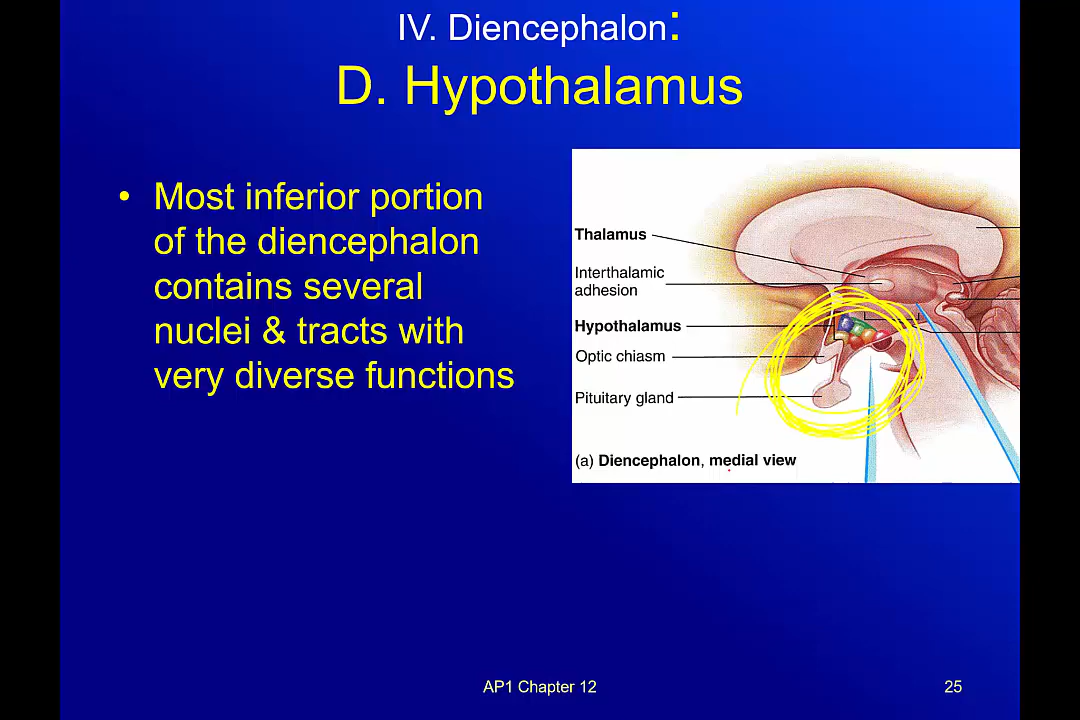 IV. Diencephalon:
D. Hypothalamus
• Most inferior portion
of the diencephalon
contains several
nuclei & tracts with
very diverse functions
Thalamus
Interthalamic
adhesion
Hypothalamus
Optic chiasm
Pituitary gland
(a) Diencephalon, medial view
AP1 Chapter 12
25